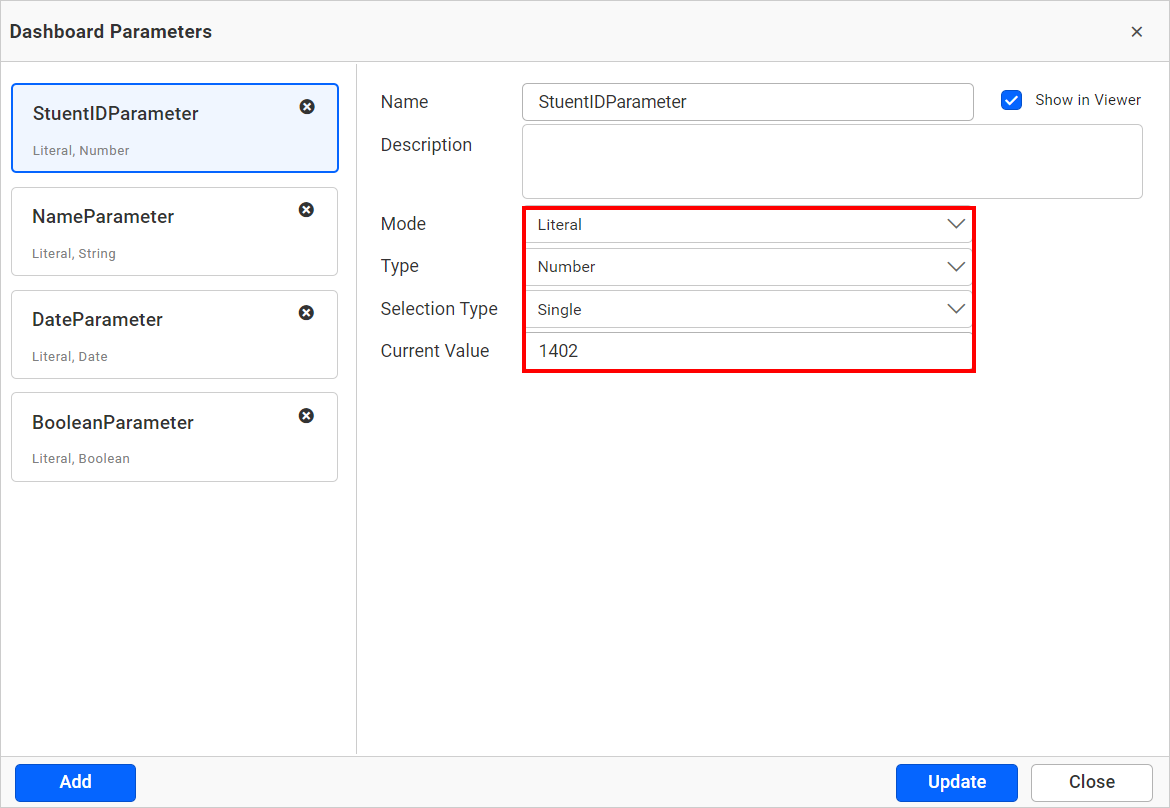 Dashboard Parameters
StuentIDParameter
Literal, Number
NameParameter
Literal, String
DateParameter
Literal, Date
BooleanParameter
Literal, Boolean
Name StuentIDParameter Show in Viewer
Description
Mode Literal
Type Number
Selection Type Single
Current Value 1402
Add Update Close